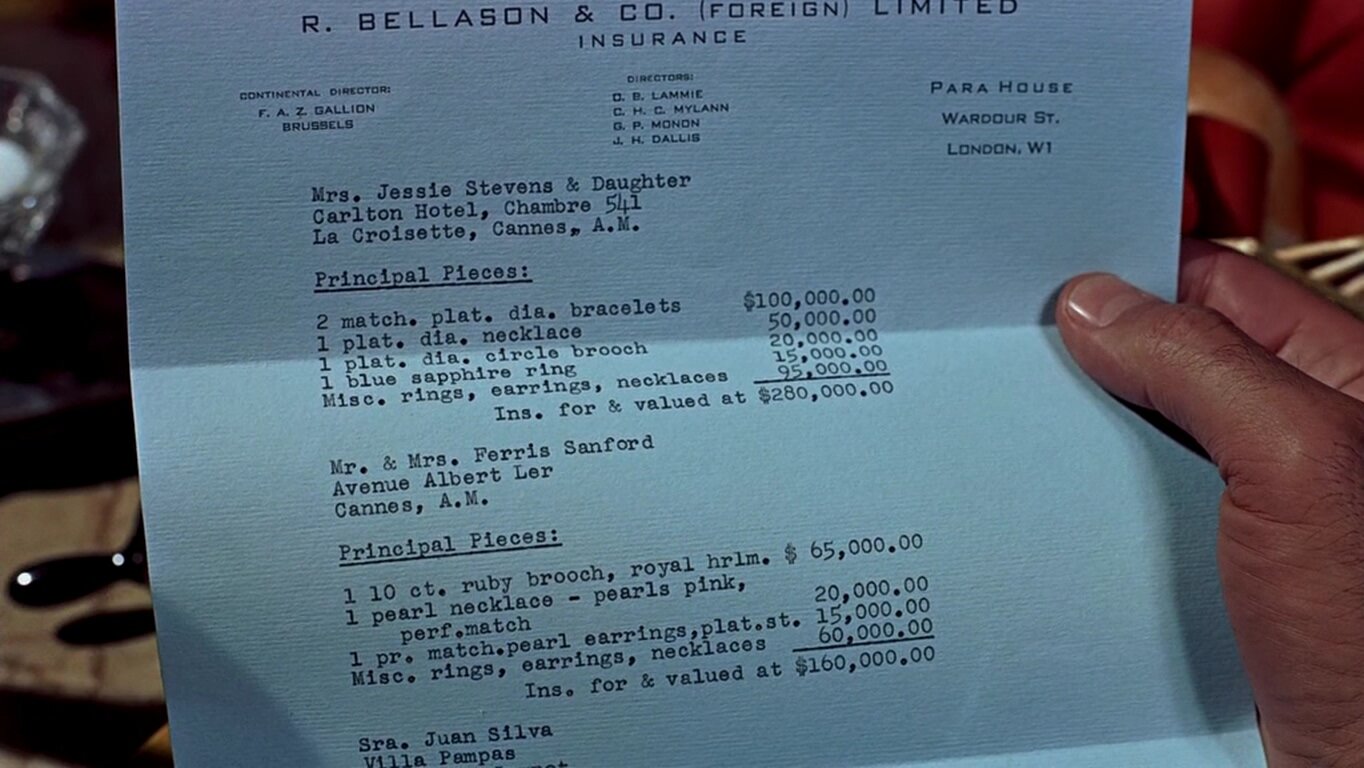 R. BELLASON & CO. (FOREIGN) LIMITED
INSURANCE
CONTINENTAL DIRECTOR:
F. A. Z. GALLION
BRUSSELS
DIRECTORS:
D. B. LAMMIE
C. H. C. MYLANN
G. P. MONON
J. H. DALLIS
PARA HOUSE
WARDOUR ST.
LONDON, W1
Mrs. Jessie Stevens & Daughter
Carlton Hotel, Chambre 541
La Croisette, Cannes, A.M.
Principal Pieces:
2 match. plat. dia. bracelets $100,000.00
1 plat. dia. necklace 50,000.00
1 plat. dia. circle brooch 20,000.00
1 blue sapphire ring 15,000.00
Misc. rings, earrings, necklaces 95,000.00
Ins. for & valued at $280,000.00
Mr. & Mrs. Ferris Sanford
Avenue Albert Ler
Cannes, A.M.
Principal Pieces:
1 10 ct. ruby brooch, royal hrlm. $ 65,000.00
1 pearl necklace - pearls pink,
perf.match 20,000.00
1 pr. match.pearl earrings,plat.st. 15,000.00
Misc. rings, earrings, necklaces 60,000.00
Ins. for & valued at $160,000.00
Sra. Juan Silva
Villa Pampas